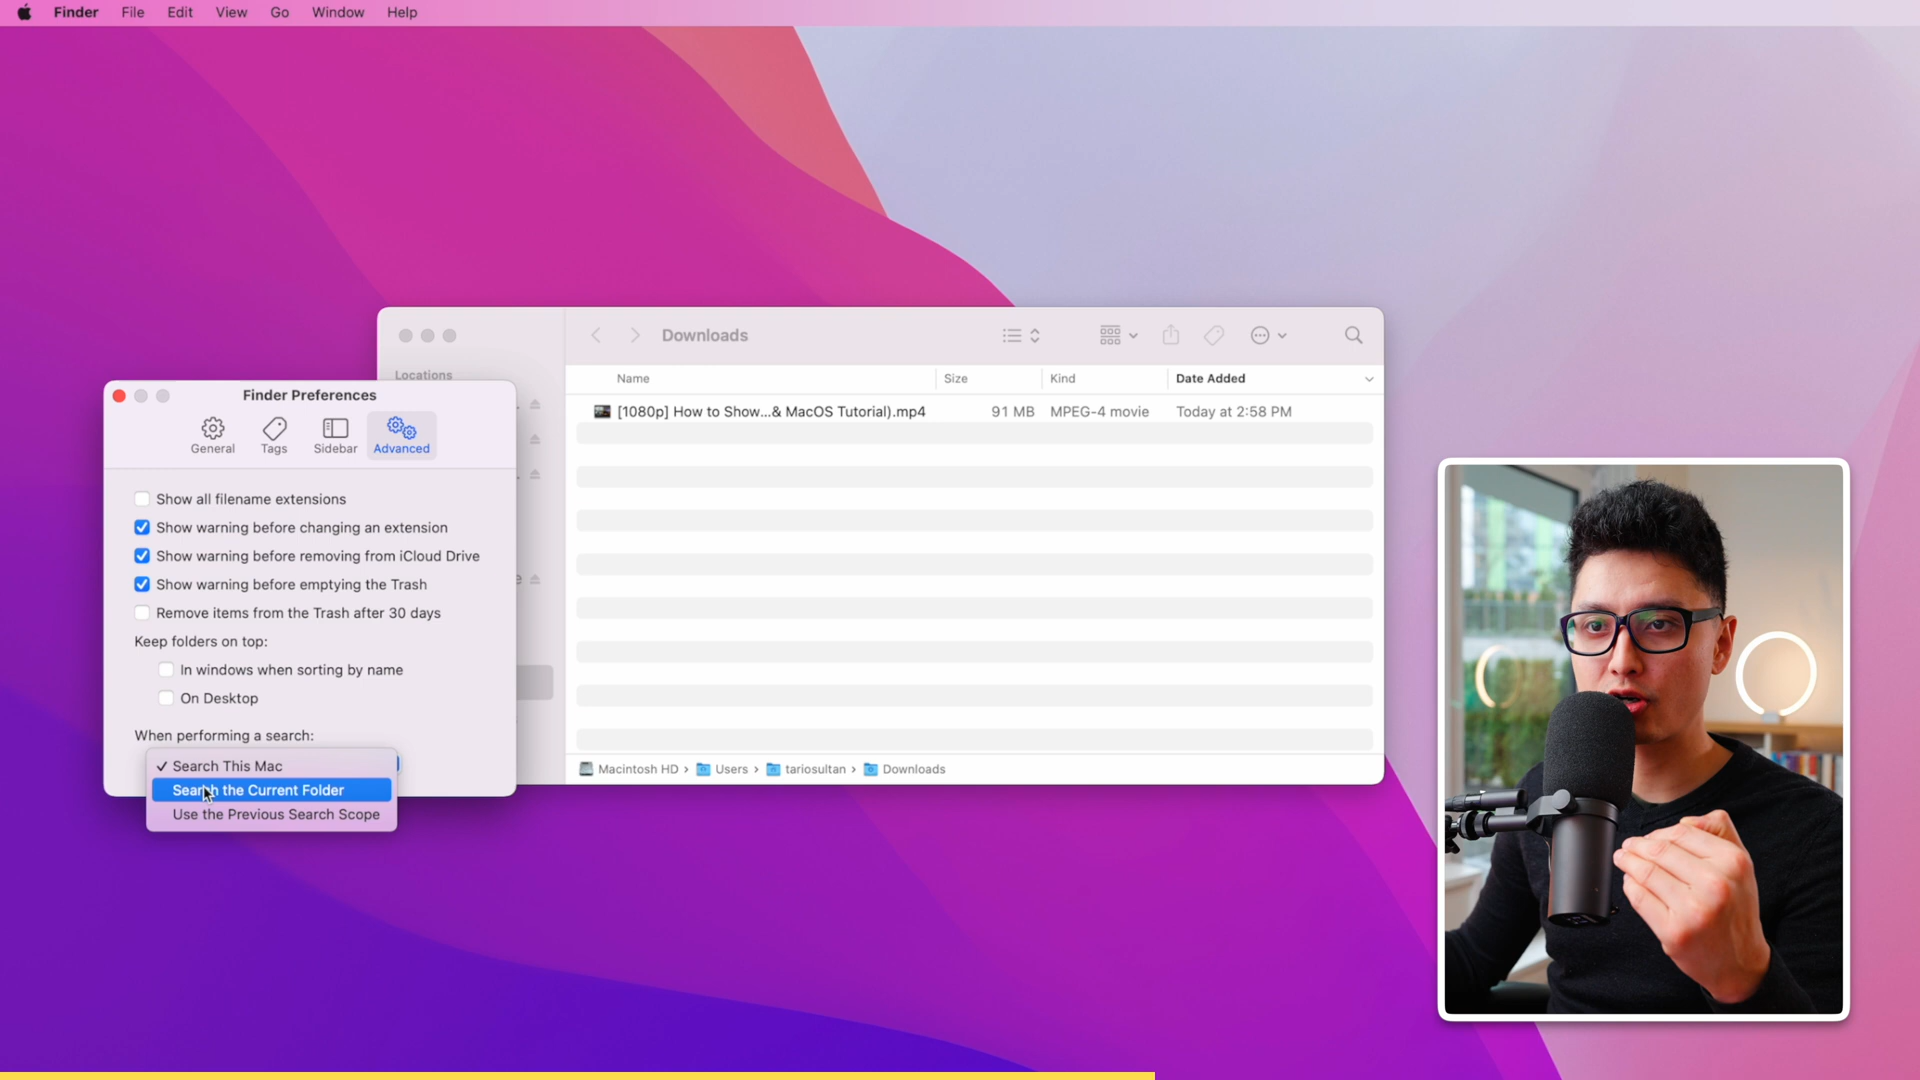 Finder File Edit View Go Window Help
Downloads
Locations
Name Size Kind Date Added
[1080p] How to Show...& MacOS Tutorial).mp4 91 MB MPEG-4 movie Today at 2:58 PM
Macintosh HD › Users › tariosultan › Downloads
Finder Preferences
General Tags Sidebar Advanced
Show all filename extensions
Show warning before changing an extension
Show warning before removing from iCloud Drive
Show warning before emptying the Trash
Remove items from the Trash after 30 days
Keep folders on top:
In windows when sorting by name
On Desktop
When performing a search:
✓ Search This Mac
Search the Current Folder
Use the Previous Search Scope